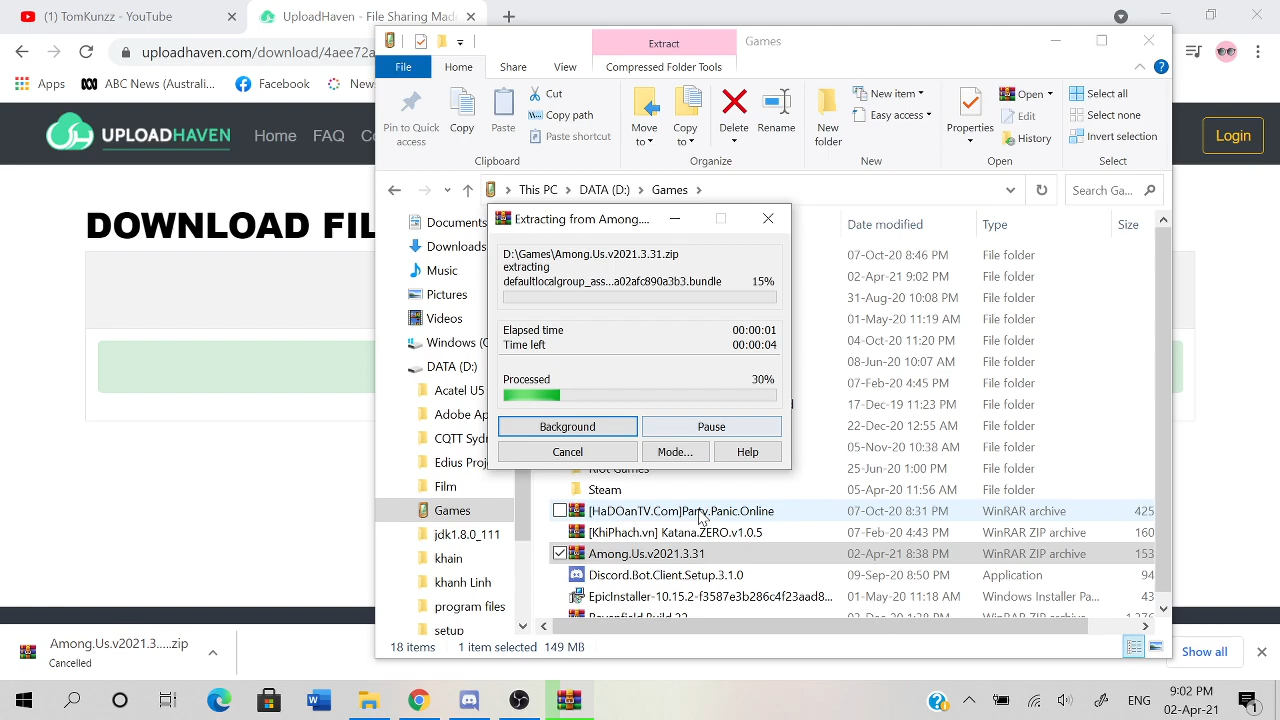 (1) TomKunzz - YouTube
UploadHaven - File Sharing Made
uploadhaven.com/download/4aee72a
Apps
ABC News (Australi...
Facebook
New
UPLOADHAVEN
Home
FAQ
Login
DOWNLOAD FIL
Extract
Games
File
Home
Share
View
Compressed Folder Tools
Pin to Quick access
Copy
Paste
Cut
Copy path
Paste shortcut
Clipboard
Move to
Copy to
Delete
Rename
Organize
New folder
New item
Easy access
New
Properties
Open
Edit
History
Open
Select all
Select none
Invert selection
Select
This PC > DATA (D:) > Games >
Search Ga...
Documents
Downloads
Music
Pictures
Videos
Windows (C
DATA (D:)
Acatel U5
Adobe Ap
CQTT Sydn
Edius Proj
Film
Games
jdk1.8.0_111
khain
khanh Linh
program files
setup
Date modified Type Size
07-Oct-20 8:46 PM File folder
02-Apr-21 9:02 PM File folder
31-Aug-20 10:08 PM File folder
01-May-20 11:19 AM File folder
04-Oct-20 11:20 PM File folder
08-Jun-20 10:07 AM File folder
07-Feb-20 4:45 PM File folder
17-Dec-19 11:23 PM File folder
22-Dec-20 12:55 AM File folder
05-Nov-20 10:38 AM File folder
Riot Games 25-Jun-20 1:00 PM File folder
Steam 05-Apr-20 11:56 AM File folder
[HaDOanTV.Com]Party.Panic.Online 07-Oct-20 8:31 PM WinRAR archive 425
[KhiPhach.vn] Katana.ZERO.v1.0.5 07-Feb-20 4:43 PM WinRAR ZIP archive 160
Among.Us.v2021.3.31 02-Apr-21 8:38 PM WinRAR ZIP archive 153
Discord.Bot.Client.Setup.3.1.0 09-Sep-20 8:50 PM Application 94
EpicInstaller-10.15.2-f3587e3b286c4f23aad8... 01-May-20 11:18 AM Windows Installer Pa... 43
Extracting from Among....
D:\Games\Among.Us.v2021.3.31.zip
extracting
defaultlocalgroup_ass...a02afc890a3b3.bundle 15%
Elapsed time 00:00:01
Time left 00:00:04
Processed 30%
Background
Pause
Cancel
Mode...
Help
18 items 1 item selected 149 MB
Among.Us.v2021.3.....zip
Cancelled
Show all
ENG
9:02 PM
02-Apr-21
1